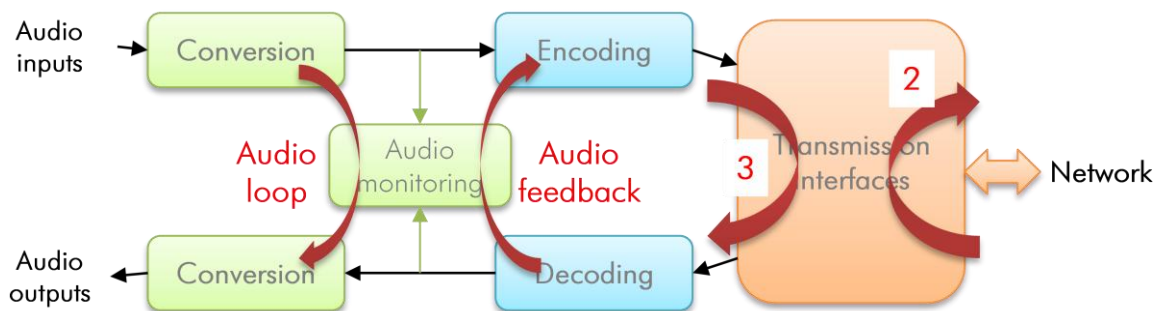 Audio
inputs
Conversion
Encoding
2
Audio
loop
Audio
monitoring
Audio
feedback
3
Transmission
interfaces
Network
Audio
outputs
Conversion
Decoding